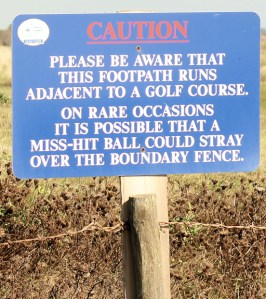 CAUTION
PLEASE BE AWARE THAT
THIS FOOTPATH RUNS
ADJACENT TO A GOLF COURSE.
ON RARE OCCASIONS
IT IS POSSIBLE THAT A
MISS-HIT BALL COULD STRAY
OVER THE BOUNDARY FENCE.